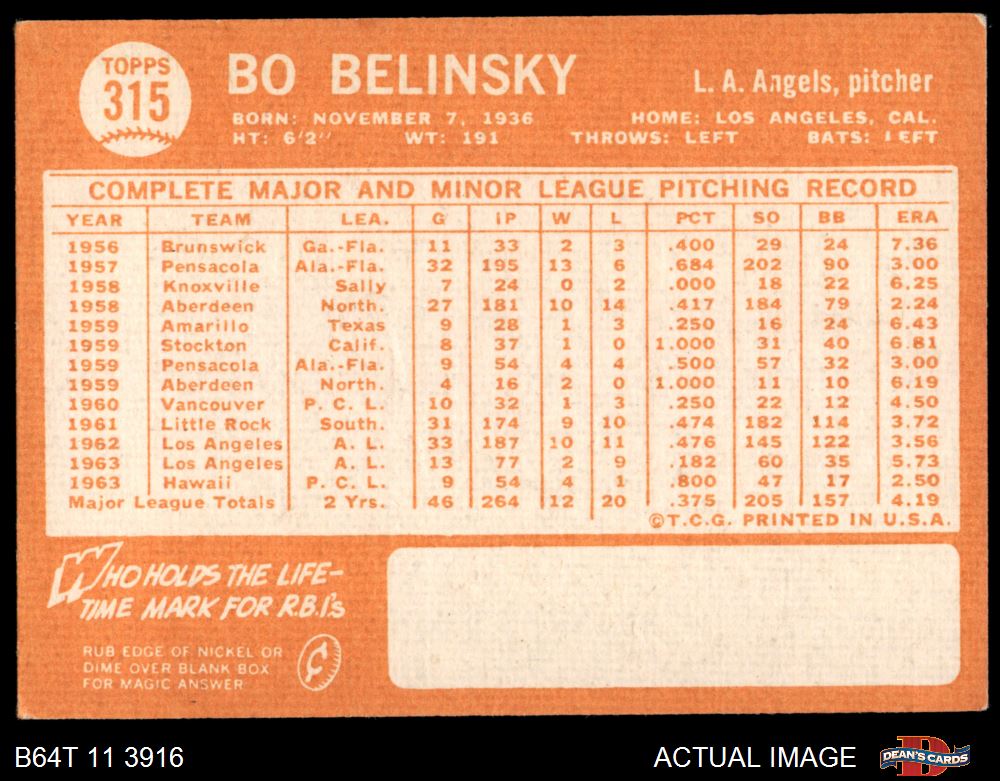 TOPPS
315
BO BELINSKY
L. A. Angels, pitcher
BORN: NOVEMBER 7, 1936 HOME: LOS ANGELES, CAL.
HT: 6'2'' WT: 191 THROWS: LEFT BATS: LEFT
COMPLETE MAJOR AND MINOR LEAGUE PITCHING RECORD
YEAR TEAM LEA. G IP W L PCT SO BB ERA
1956 Brunswick Ga.-Fla. 11 33 2 3 .400 29 24 7.36
1957 Pensacola Ala.-Fla. 32 195 13 6 .684 202 90 3.00
1958 Knoxville Sally 7 24 0 2 .000 18 22 6.25
1958 Aberdeen North. 27 181 10 14 .417 184 79 2.24
1959 Amarillo Texas 9 28 1 3 .250 16 24 6.43
1959 Stockton Calif. 8 37 1 0 1.000 31 40 6.81
1959 Pensacola Ala.-Fla. 9 54 4 4 .500 57 32 3.00
1959 Aberdeen North. 4 16 2 0 1.000 11 10 6.19
1960 Vancouver P. C. L. 10 32 1 3 .250 22 12 4.50
1961 Little Rock South. 31 174 9 10 .474 182 114 3.72
1962 Los Angeles A. L. 33 187 10 11 .476 145 122 3.56
1963 Los Angeles A. L. 13 77 2 9 .182 60 35 5.73
1963 Hawaii P. C. L. 9 54 4 1 .800 47 17 2.50
Major League Totals 2 Yrs. 46 264 12 20 .375 205 157 4.19
©T.C.G. PRINTED IN U.S.A.
WHO HOLDS THE LIFE-
TIME MARK FOR R.B.I.'s
RUB EDGE OF NICKEL OR
DIME OVER BLANK BOX
FOR MAGIC ANSWER
¢
B64T 11 3916 ACTUAL IMAGE
DEAN'S CARDS